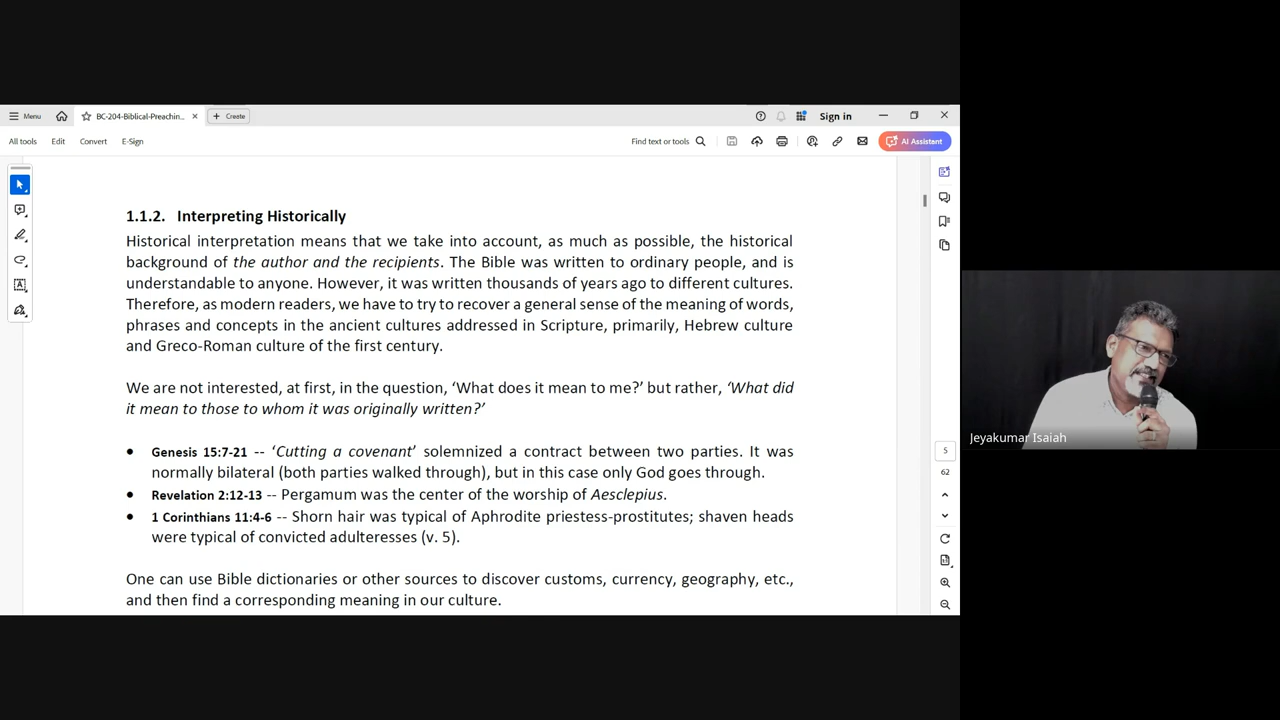 Menu
BC-204-Biblical-Preachin...
Create
Sign in
All tools
Edit
Convert
E-Sign
Find text or tools
AI Assistant
1.1.2. Interpreting Historically
Historical interpretation means that we take into account, as much as possible, the historical
background of the author and the recipients. The Bible was written to ordinary people, and is
understandable to anyone. However, it was written thousands of years ago to different cultures.
Therefore, as modern readers, we have to try to recover a general sense of the meaning of words,
phrases and concepts in the ancient cultures addressed in Scripture, primarily, Hebrew culture
and Greco-Roman culture of the first century.
We are not interested, at first, in the question, ‘What does it mean to me?’ but rather, ‘What did
it mean to those to whom it was originally written?’
• Genesis 15:7-21 -- ‘Cutting a covenant’ solemnized a contract between two parties. It was
normally bilateral (both parties walked through), but in this case only God goes through.
• Revelation 2:12-13 -- Pergamum was the center of the worship of Aesclepius.
• 1 Corinthians 11:4-6 -- Shorn hair was typical of Aphrodite priestess-prostitutes; shaven heads
were typical of convicted adulteresses (v. 5).
One can use Bible dictionaries or other sources to discover customs, currency, geography, etc.,
and then find a corresponding meaning in our culture.
5
62
Jeyakumar Isaiah